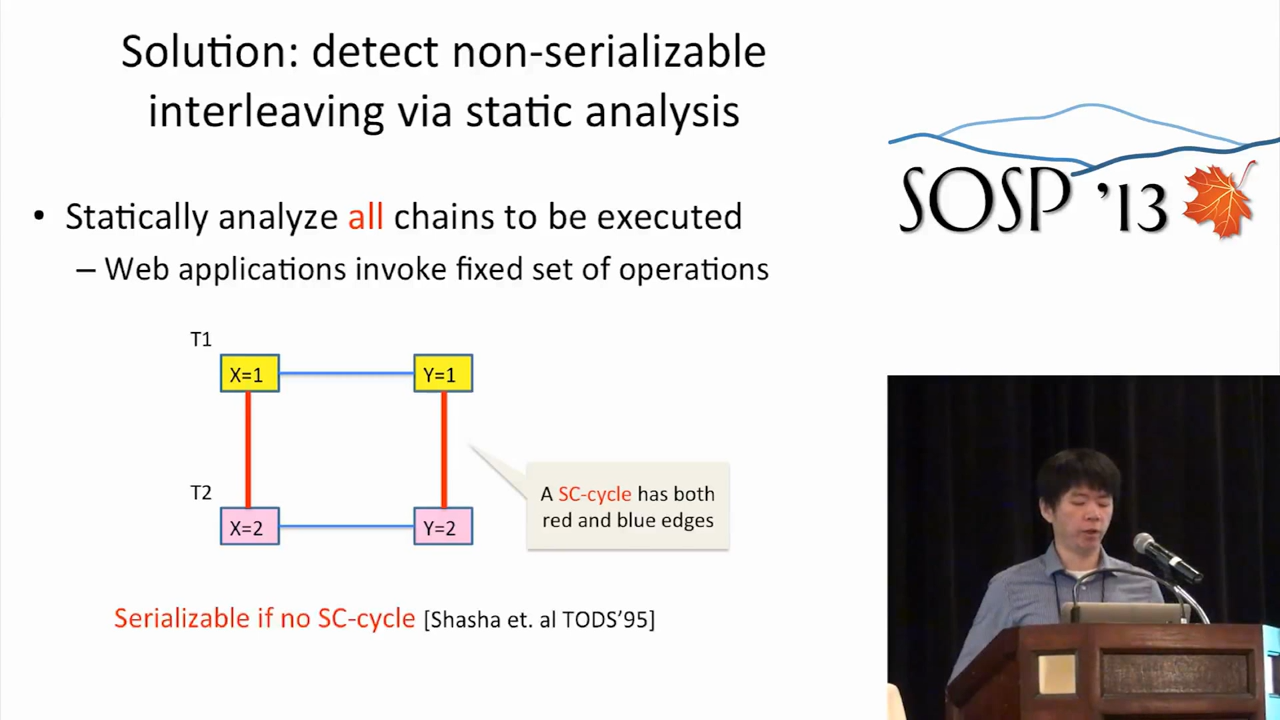 Solution: detect non-serializable
interleaving via static analysis
SOSP '13
• Statically analyze all chains to be executed
– Web applications invoke fixed set of operations
T1
X=1
Y=1
T2
X=2
Y=2
A SC-cycle has both
red and blue edges
Serializable if no SC-cycle [Shasha et. al TODS’95]